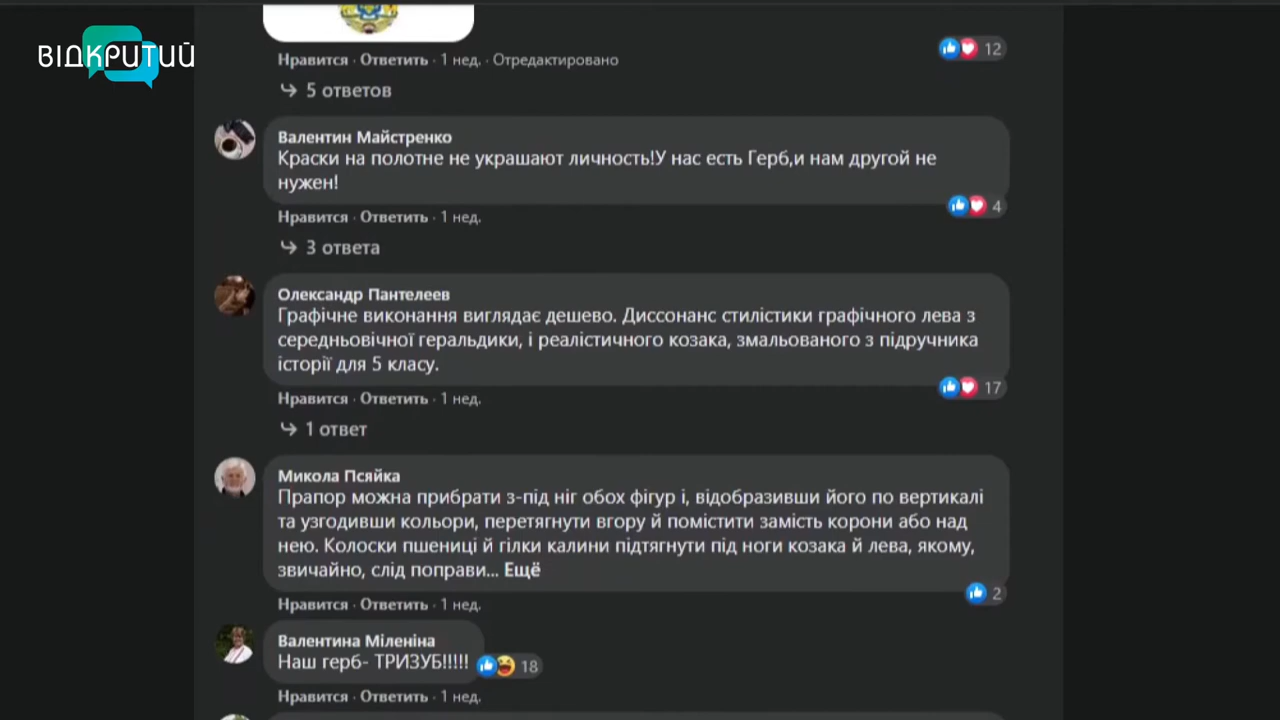 ВІДКРИТИЙ
Нравится · Ответить · 1 нед. · Отредактировано
12
5 ответов
Валентин Майстренко
Краски на полотне не украшают личность!У нас есть Герб,и нам другой не
нужен!
4
Нравится · Ответить · 1 нед.
3 ответа
Олександр Пантелеев
Графічне виконання виглядає дешево. Диссонанс стилістики графічного лева з
середньовічної геральдики, і реалістичного козака, змальованого з підручника
історії для 5 класу.
17
Нравится · Ответить · 1 нед.
1 ответ
Микола Псяйка
Прапор можна прибрати з-під ніг обох фігур і, відобразивши його по вертикалі
та узгодивши кольори, перетягнути вгору й помістити замість корони або над
нею. Колоски пшениці й гілки калини підтягнути під ноги козака й лева, якому,
звичайно, слід поправи... Ещё
2
Нравится · Ответить · 1 нед.
Валентина Міленіна
Наш герб- ТРИЗУБ!!!!!
18
Нравится · Ответить · 1 нед.